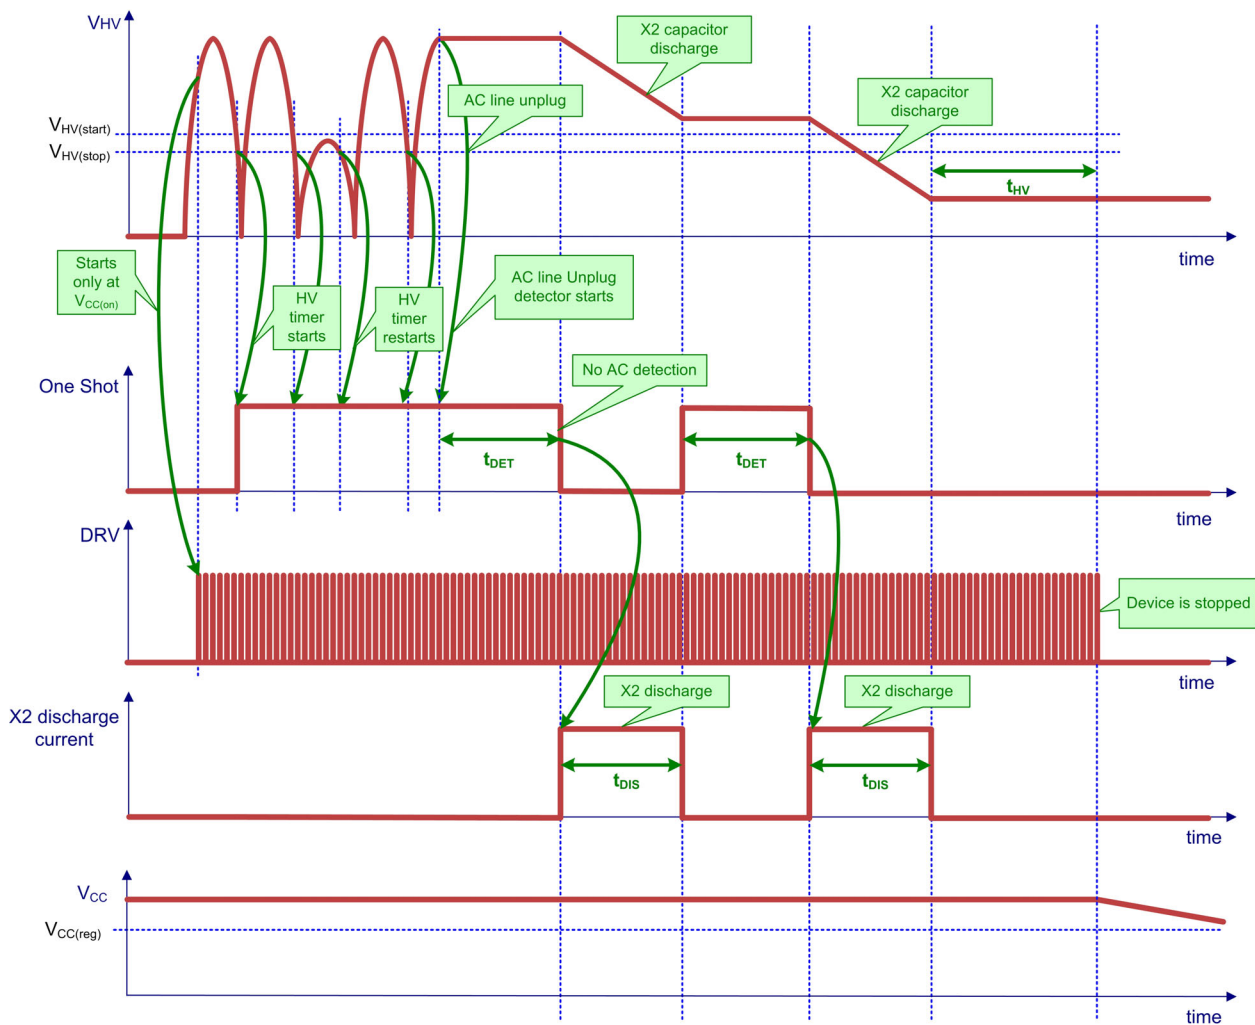 VHV
X2 capacitor
discharge
X2 capacitor
discharge
AC line unplug
VHV(start)
VHV(stop)
tHV
time
Starts
only at
VCC(on)
HV
timer
starts
HV
timer
restarts
AC line Unplug
detector starts
One Shot
No AC detection
tDET
tDET
time
DRV
Device is stopped
time
X2 discharge
current
X2 discharge
X2 discharge
tDIS
tDIS
time
VCC
VCC(reg)
time